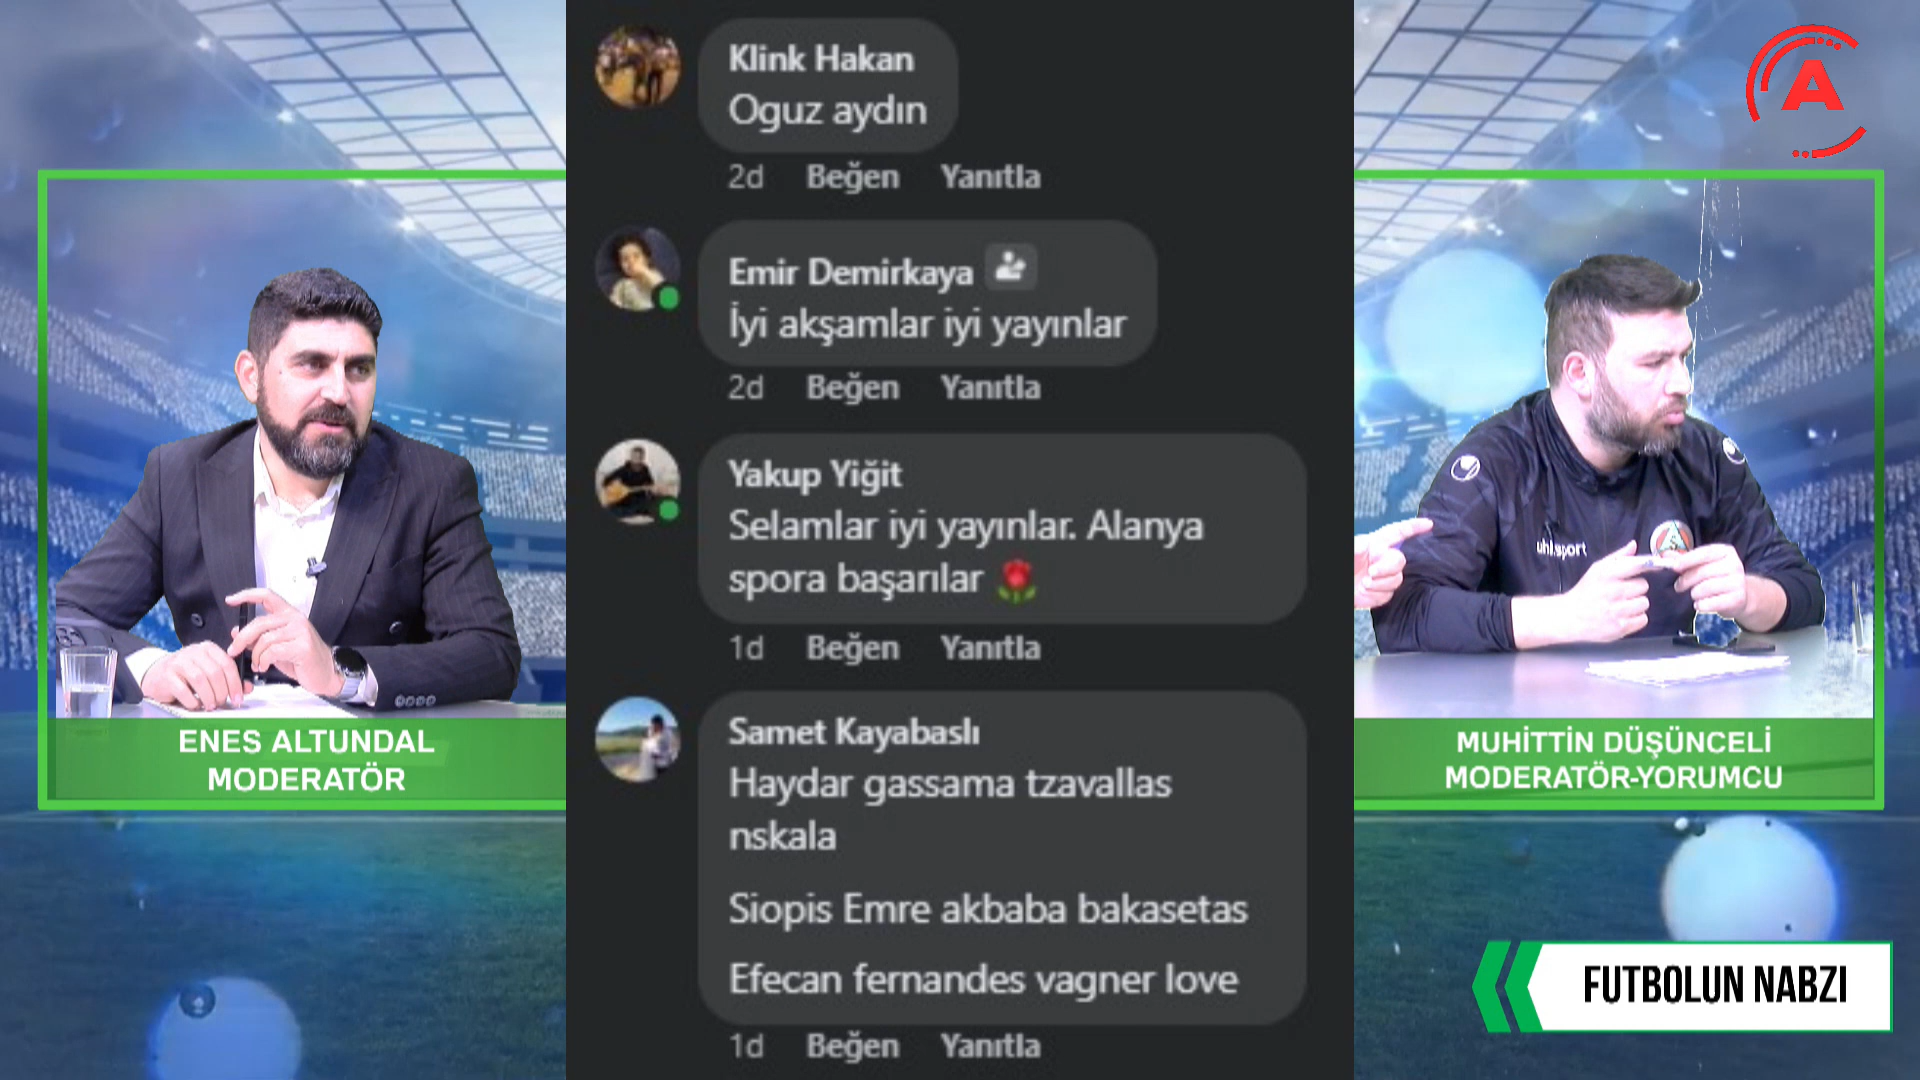 Klink Hakan
Oguz aydın
2d Beğen Yanıtla
Emir Demirkaya
İyi akşamlar iyi yayınlar
2d Beğen Yanıtla
Yakup Yiğit
Selamlar iyi yayınlar. Alanya
spora başarılar 🌹
1d Beğen Yanıtla
Samet Kayabaslı
Haydar gassama tzavallas
nskala
Siopis Emre akbaba bakasetas
Efecan fernandes vagner love
1d Beğen Yanıtla
ENES ALTUNDAL
MODERATÖR
A
uhlsport
MUHİTTİN DÜŞÜNCELİ
MODERATÖR-YORUMCU
FUTBOLUN NABZI